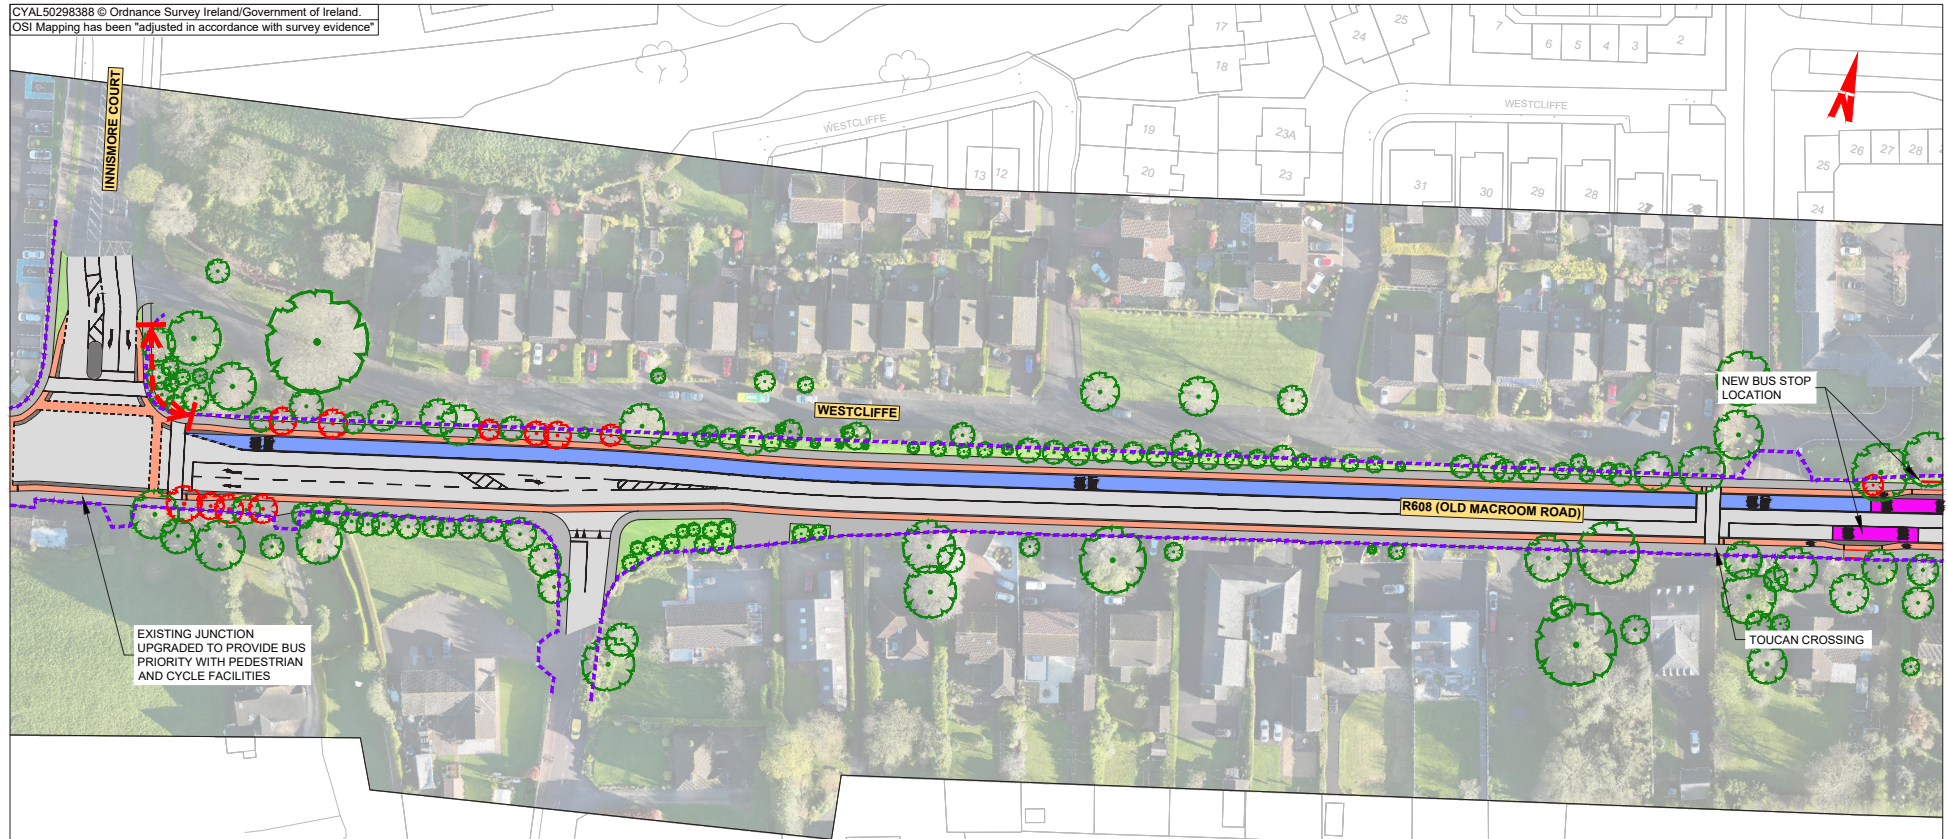 CYAL50298388 © Ordnance Survey Ireland/Government of Ireland.
OSI Mapping has been "adjusted in accordance with survey evidence"
INNISMORE COURT
17
18
25
24
7
6
5
4
3
2
WESTCLIFFE
WESTCLIFFE
N
19
20
23A
23
13
12
31
30
29
28
27
25
26
27
28
24
NEW BUS STOP
LOCATION
WESTCLIFFE
R608 (OLD MACROOM ROAD)
EXISTING JUNCTION
UPGRADED TO PROVIDE BUS
PRIORITY WITH PEDESTRIAN
AND CYCLE FACILITIES
TOUCAN CROSSING